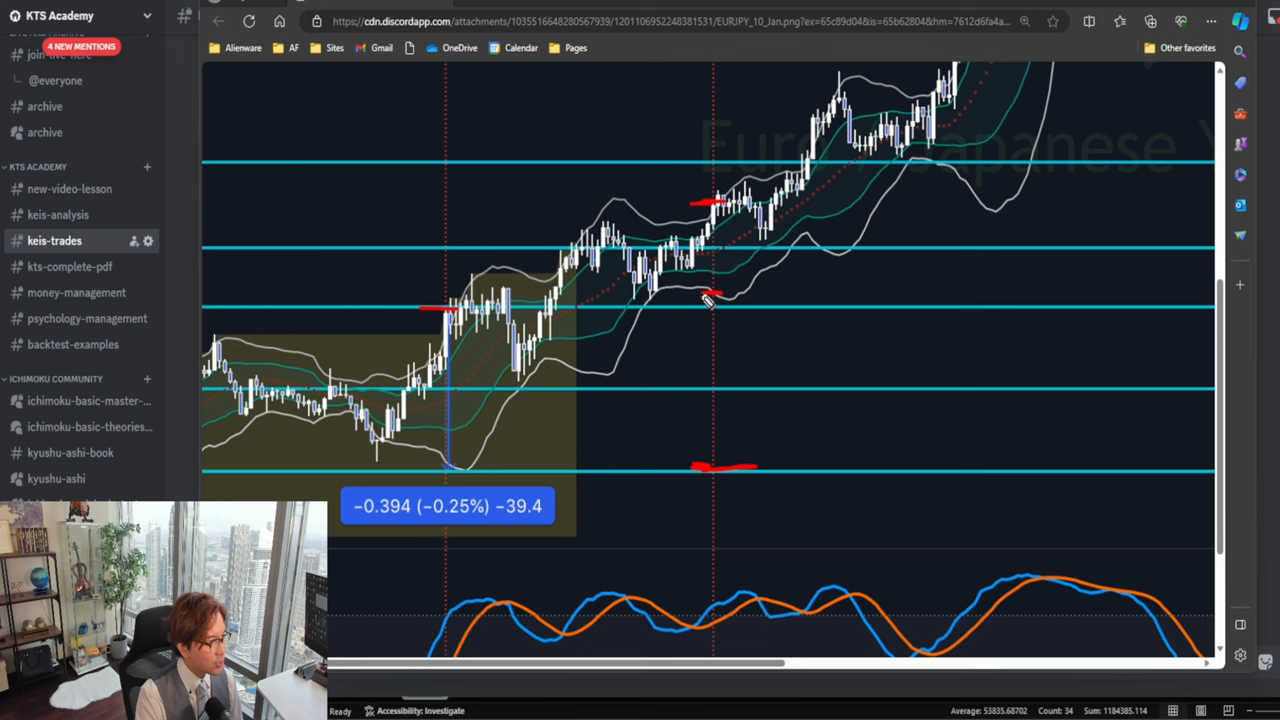 KTS Academy
4 NEW MENTIONS
join-live-here
@everyone
archive
archive
KTS ACADEMY
new-video-lesson
keis-analysis
keis-trades
kts-complete-pdf
money-management
psychology-management
backtest-examples
ICHIMOKU COMMUNITY
ichimoku-basic-master-...
ichimoku-basic-theories...
kyushu-ashi-book
kyushu-ashi
https://cdn.discordapp.com/attachments/1035516648280567939/1201106952248381531/EURJPY_10_Jan.png?ex=65c89d04&is=65b62804&hm=7612d6fa4a...
Alienware
AF
Sites
Gmail
OneDrive
Calendar
Pages
Other favorites
Euro / Japanese Y
−0.394 (−0.25%) −39.4
Ready
Accessibility: Investigate
Average: 53835.68702
Count: 34
Sum: 1184385.114